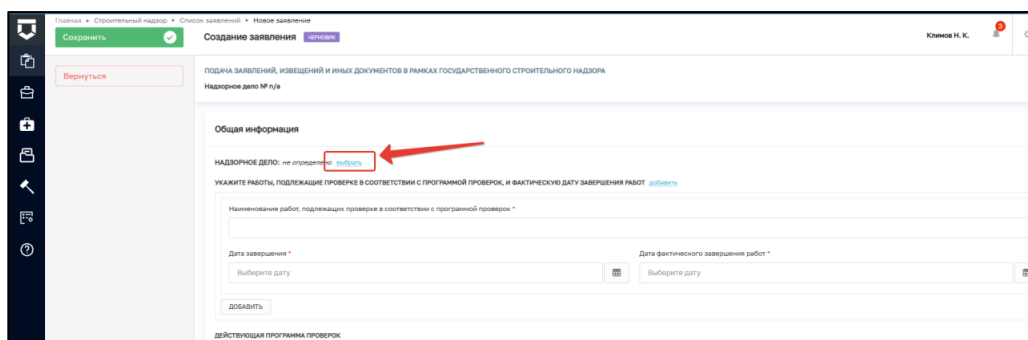 Главная • Строительный надзор • Список заявлений • Новое заявление
Сохранить
Создание заявления ЧЕРНОВИК
Климов Н. К.
3
Вернуться
ПОДАЧА ЗАЯВЛЕНИЙ, ИЗВЕЩЕНИЙ И ИНЫХ ДОКУМЕНТОВ В РАМКАХ ГОСУДАРСТВЕННОГО СТРОИТЕЛЬНОГО НАДЗОРА
Надзорное дело № n/a
Общая информация
НАДЗОРНОЕ ДЕЛО: не определено выбрать
УКАЖИТЕ РАБОТЫ, ПОДЛЕЖАЩИЕ ПРОВЕРКЕ В СООТВЕТСТВИИ С ПРОГРАММОЙ ПРОВЕРОК, И ФАКТИЧЕСКУЮ ДАТУ ЗАВЕРШЕНИЯ РАБОТ добавить
Наименование работ, подлежащих проверке в соответствии с программой проверок *
Дата завершения *
Дата фактического завершения работ *
Выберите дату
Выберите дату
ДОБАВИТЬ
ДЕЙСТВУЮЩАЯ ПРОГРАММА ПРОВЕРОК